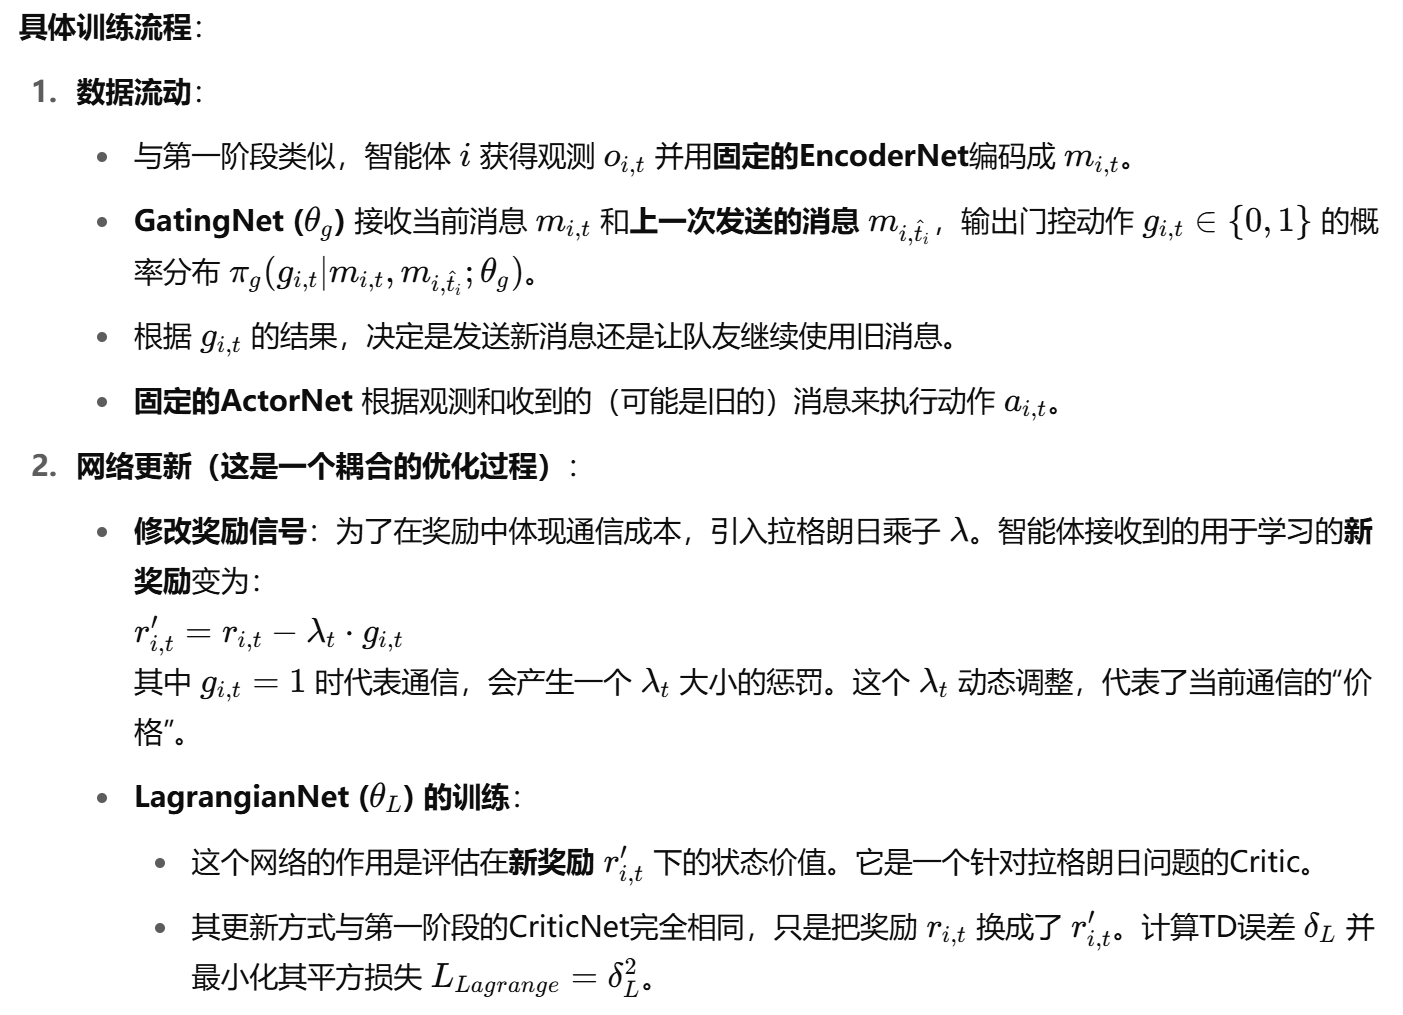 具体训练流程：
1. 数据流动：
• 与第一阶段类似，智能体 $i$ 获得观测 $o_{i,t}$ 并用固定的EncoderNet编码成 $m_{i,t}$。
• GatingNet ($\theta_g$) 接收当前消息 $m_{i,t}$ 和上一次发送的消息 $m_{i,\hat{t}_i}$，输出门控动作 $g_{i,t} \in \{0,1\}$ 的概
率分布 $\pi_g(g_{i,t}|m_{i,t}, m_{i,\hat{t}_i}; \theta_g)$。
• 根据 $g_{i,t}$ 的结果，决定是发送新消息还是让队友继续使用旧消息。
• 固定的ActorNet 根据观测和收到的（可能是旧的）消息来执行动作 $a_{i,t}$。
2. 网络更新（这是一个耦合的优化过程）：
• 修改奖励信号：为了在奖励中体现通信成本，引入拉格朗日乘子 $\lambda$。智能体接收到的用于学习的新
奖励变为：
$r'_{i,t} = r_{i,t} - \lambda_t \cdot g_{i,t}$
其中 $g_{i,t} = 1$ 时代表通信，会产生一个 $\lambda_t$ 大小的惩罚。这个 $\lambda_t$ 动态调整，代表了当前通信的“价
格”。
• LagrangianNet ($\theta_L$) 的训练：
• 这个网络的作用是评估在新奖励 $r'_{i,t}$ 下的状态价值。它是一个针对拉格朗日问题的Critic。
• 其更新方式与第一阶段的CriticNet完全相同，只是把奖励 $r_{i,t}$ 换成了 $r'_{i,t}$。计算TD误差 $\delta_L$ 并
最小化其平方损失 $L_{Lagrange} = \delta_L^2$。